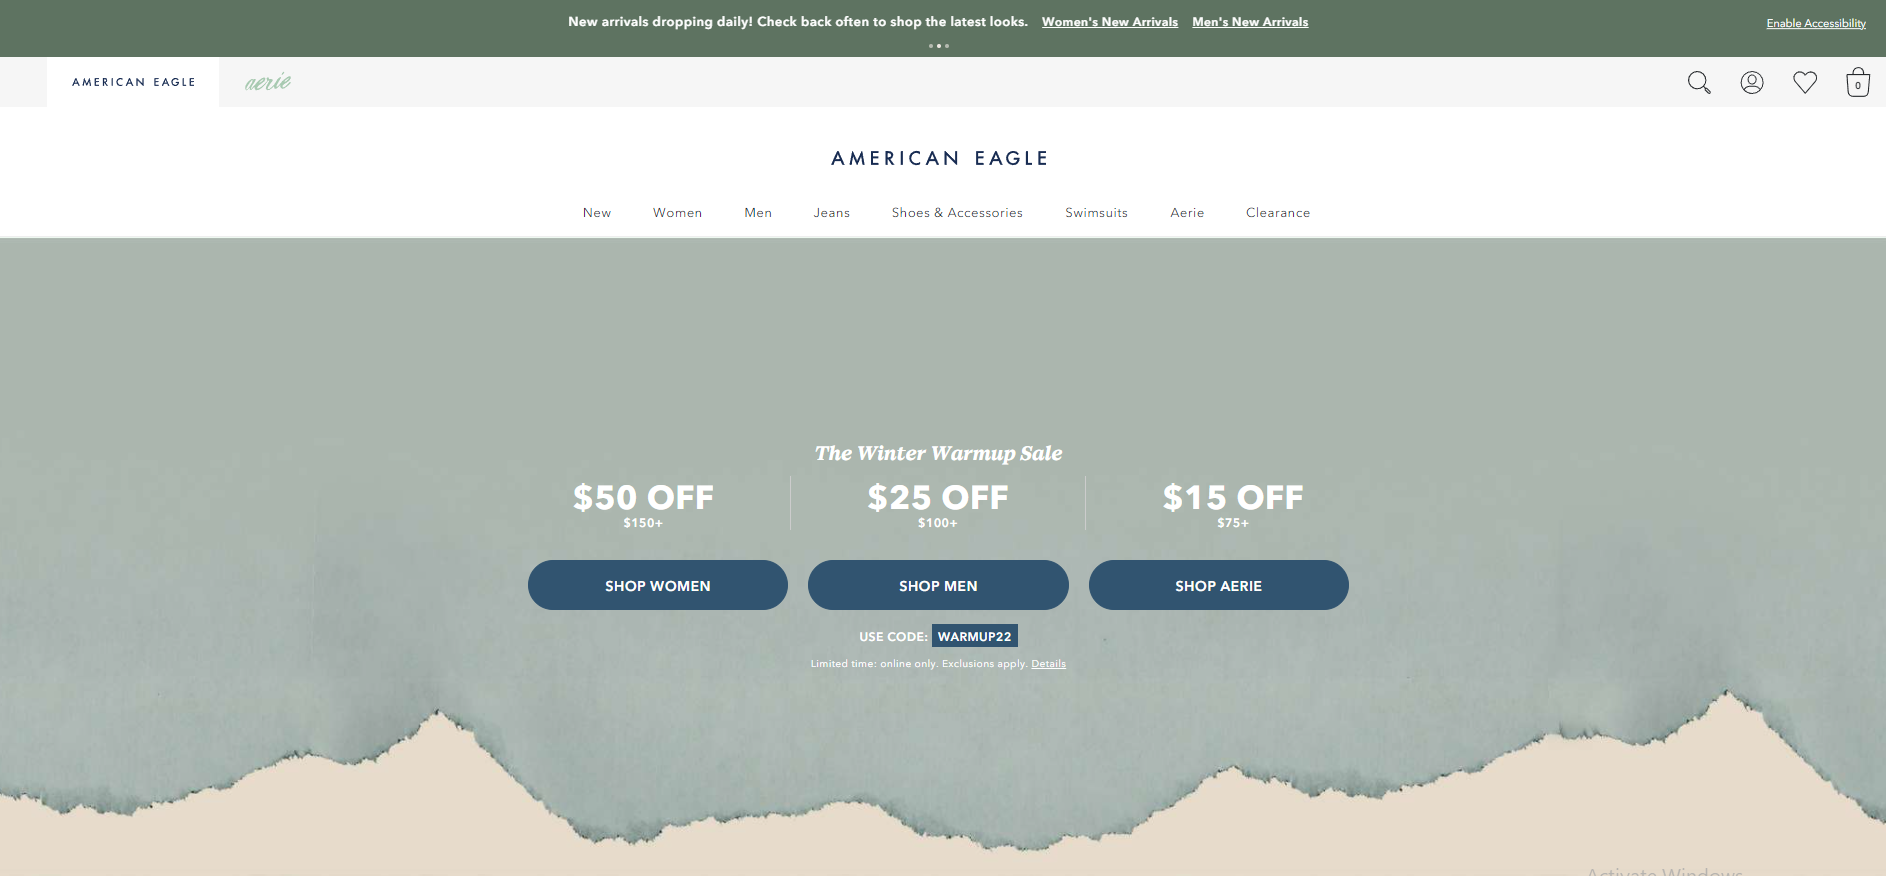 New arrivals dropping daily! Check back often to shop the latest looks. Women's New Arrivals Men's New Arrivals
Enable Accessibility
AMERICAN EAGLE
aerie
0
AMERICAN EAGLE
New Women Men Jeans Shoes & Accessories Swimsuits Aerie Clearance
The Winter Warmup Sale
$50 OFF $25 OFF $15 OFF
$150+ $100+ $75+
SHOP WOMEN SHOP MEN SHOP AERIE
USE CODE: WARMUP22
Limited time: online only. Exclusions apply. Details
Activate Windows